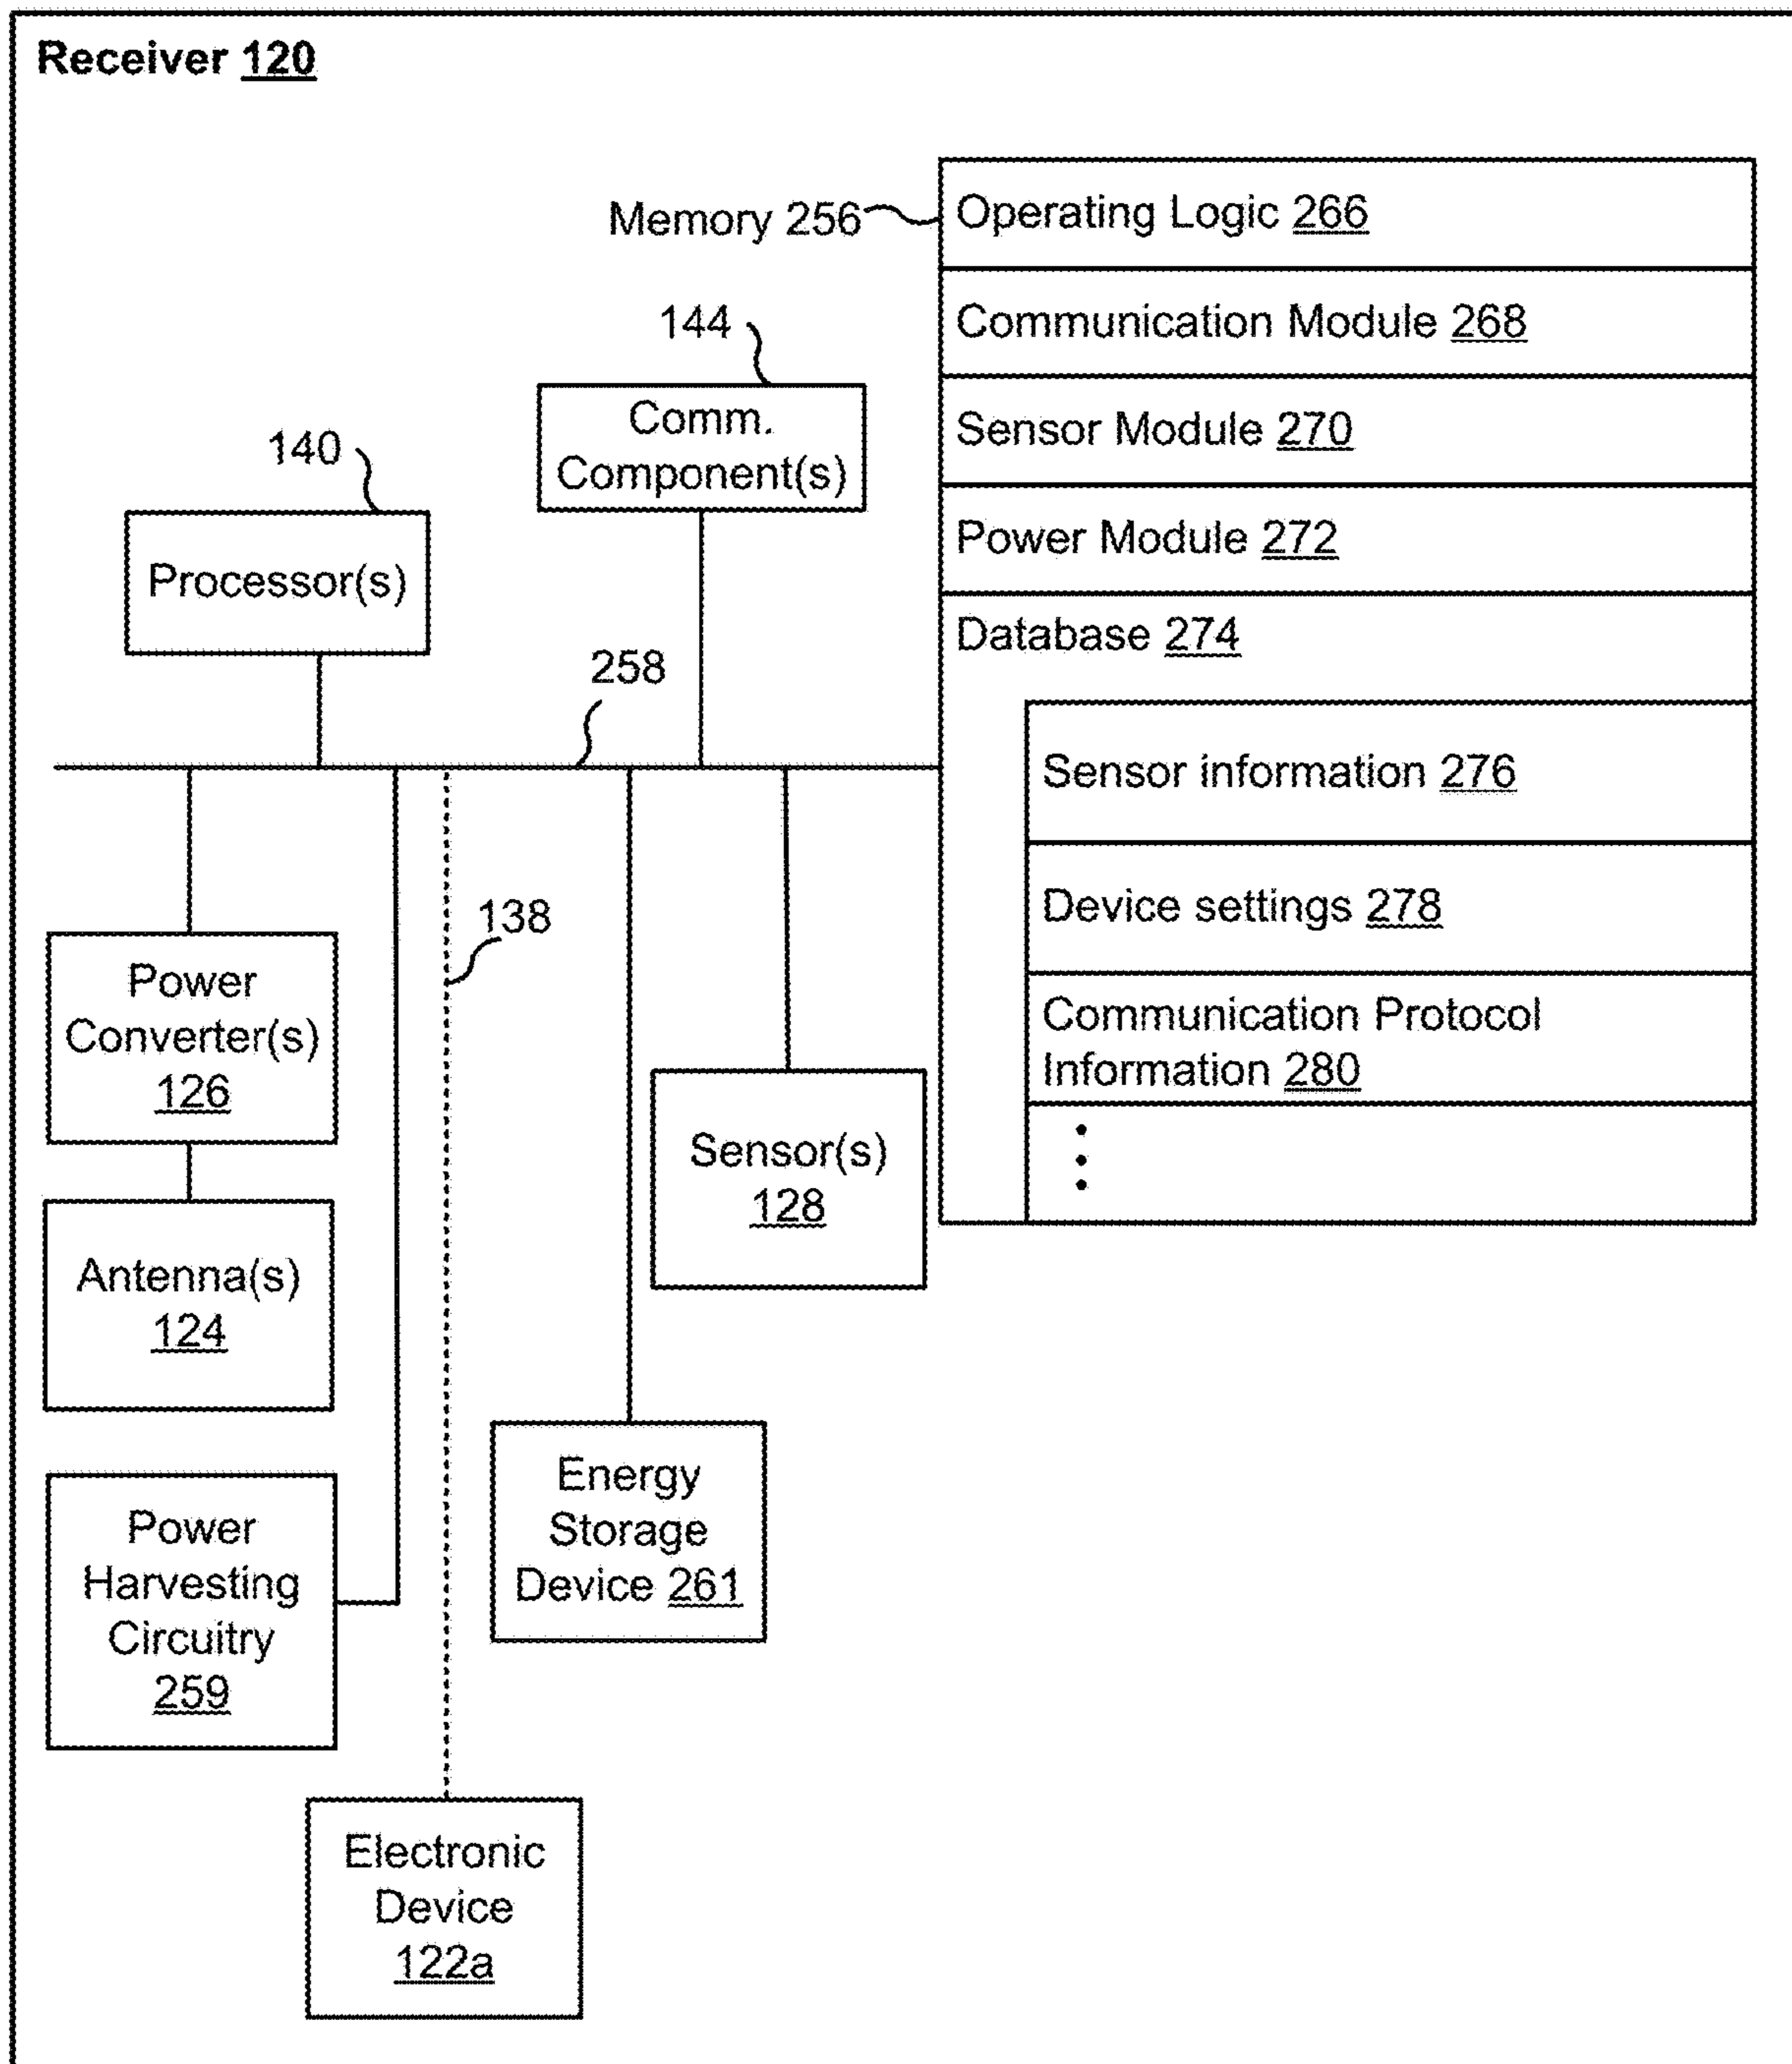 Receiver 120
Memory 256
Operating Logic 266
Communication Module 268
Sensor Module 270
Power Module 272
Database 274
Sensor information 276
Device settings 278
Communication Protocol
Information 280
144
Comm.
Component(s)
140
Processor(s)
258
138
Power
Converter(s)
126
Antenna(s)
124
Power
Harvesting
Circuitry
259
Sensor(s)
128
Energy
Storage
Device 261
Electronic
Device
122a